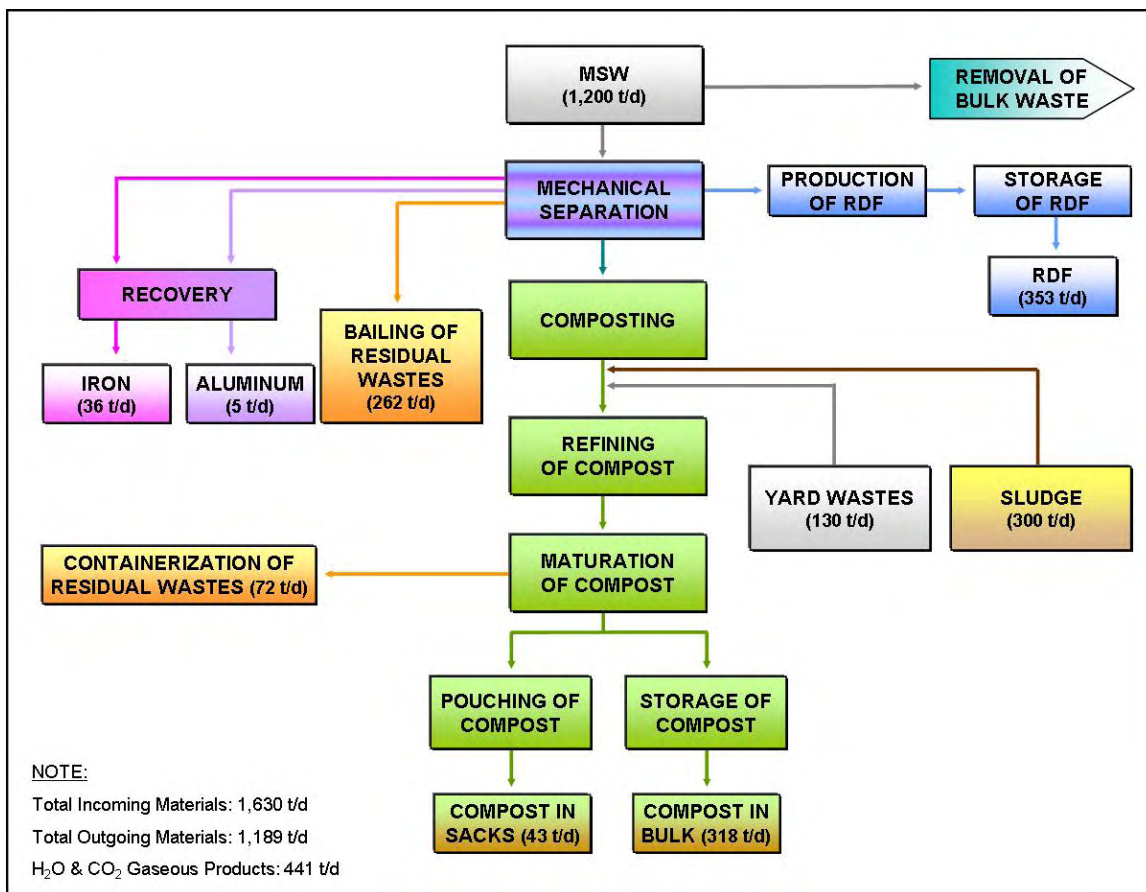 MSW
(1,200 t/d)
REMOVAL OF
BULK WASTE
MECHANICAL
SEPARATION
PRODUCTION
OF RDF
STORAGE
OF RDF
RDF
(353 t/d)
RECOVERY
IRON
(36 t/d)
ALUMINUM
(5 t/d)
BAILING OF
RESIDUAL
WASTES
(262 t/d)
COMPOSTING
REFINING
OF COMPOST
YARD WASTES
(130 t/d)
SLUDGE
(300 t/d)
CONTAINERIZATION OF
RESIDUAL WASTES (72 t/d)
MATURATION
OF COMPOST
POUCHING OF
COMPOST
STORAGE OF
COMPOST
COMPOST IN
SACKS (43 t/d)
COMPOST IN
BULK (318 t/d)
NOTE:
Total Incoming Materials: 1,630 t/d
Total Outgoing Materials: 1,189 t/d
H₂O & CO₂ Gaseous Products: 441 t/d